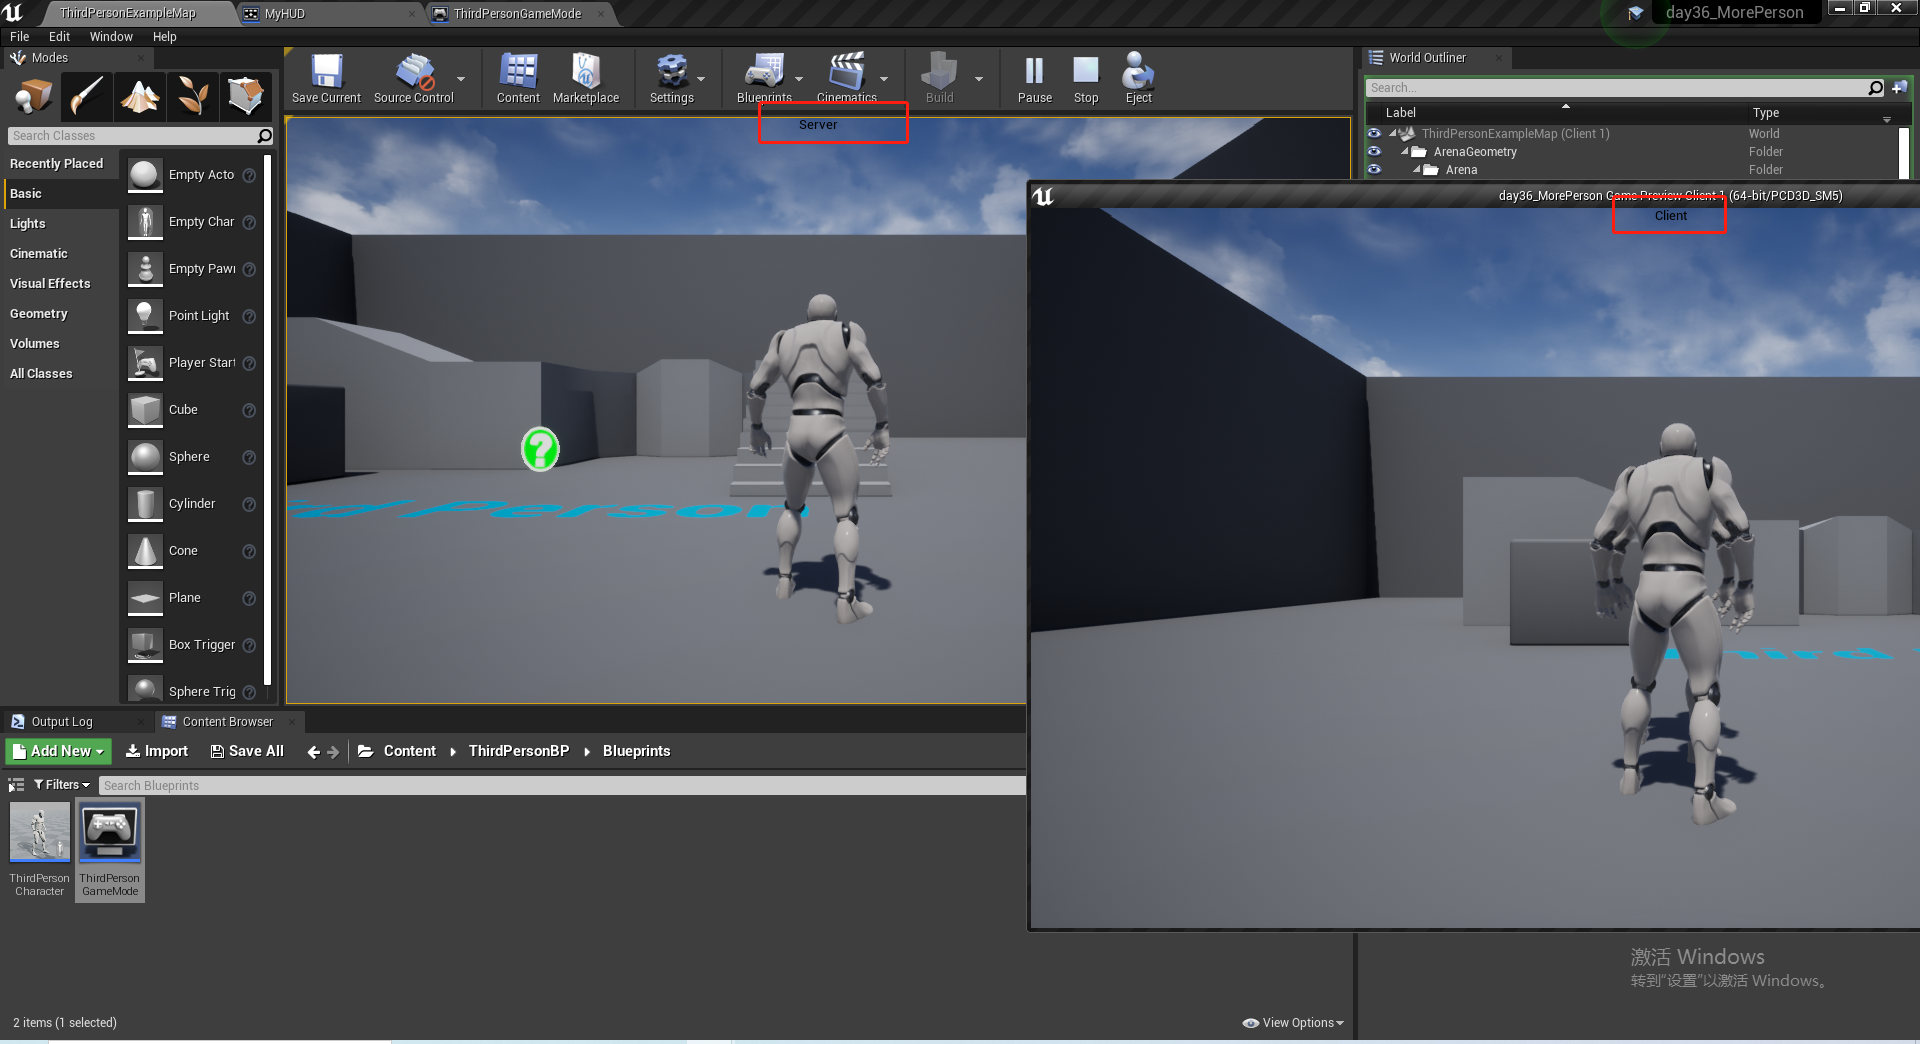 ThirdPersonExampleMap
MyHUD
ThirdPersonGameMode
day36_MorePerson
File Edit Window Help
Modes
Search Classes
Recently Placed
Basic
Lights
Cinematic
Visual Effects
Geometry
Volumes
All Classes
Empty Acto
Empty Char
Empty Pawn
Point Light
Player Start
Cube
Sphere
Cylinder
Cone
Plane
Box Trigger
Sphere Trig
Save Current
Source Control
Content
Marketplace
Settings
Blueprints
Cinematics
Build
Pause
Stop
Eject
Server
World Outliner
Search...
Label Type
ThirdPersonExampleMap (Client 1) World
ArenaGeometry Folder
Arena Folder
day36_MorePerson Game Preview Client 1 (64-bit/PCD3D_SM5)
Client
Person
Output Log
Content Browser
Add New
Import
Save All
Content
ThirdPersonBP
Blueprints
Filters
Search Blueprints
ThirdPerson
Character
ThirdPerson
GameMode
2 items (1 selected)
View Options
激活 Windows
转到“设置”以激活 Windows。